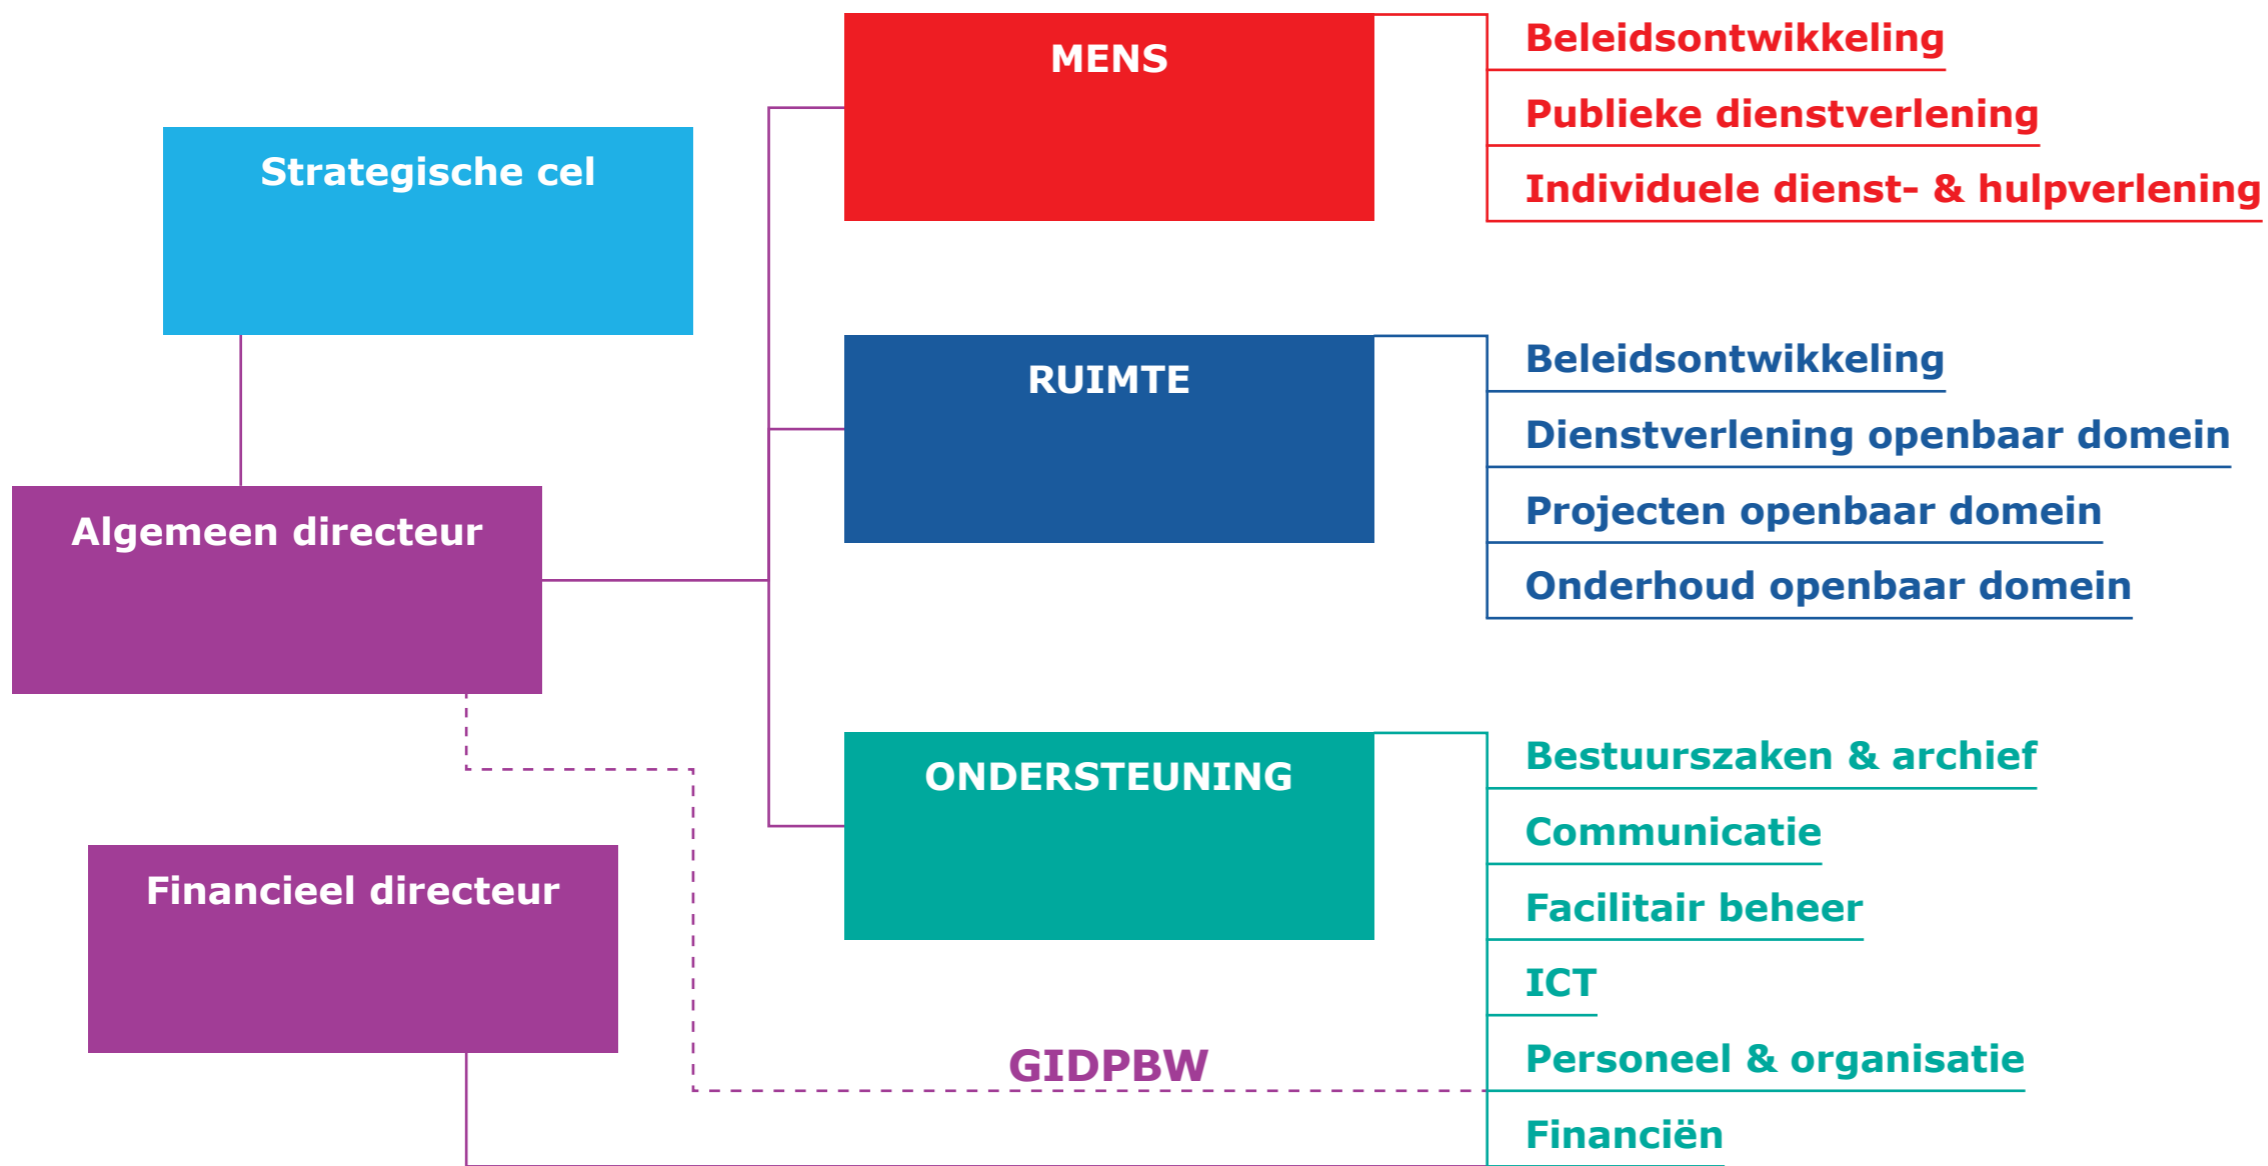 Strategische cel
Algemeen directeur
Financieel directeur
MENS
Beleidsontwikkeling
Publieke dienstverlening
Individuele dienst- & hulpverlening
RUIMTE
Beleidsontwikkeling
Dienstverlening openbaar domein
Projecten openbaar domein
Onderhoud openbaar domein
ONDERSTEUNING
Bestuurszaken & archief
Communicatie
Facilitair beheer
ICT
Personeel & organisatie
Financiën
GIDPBW